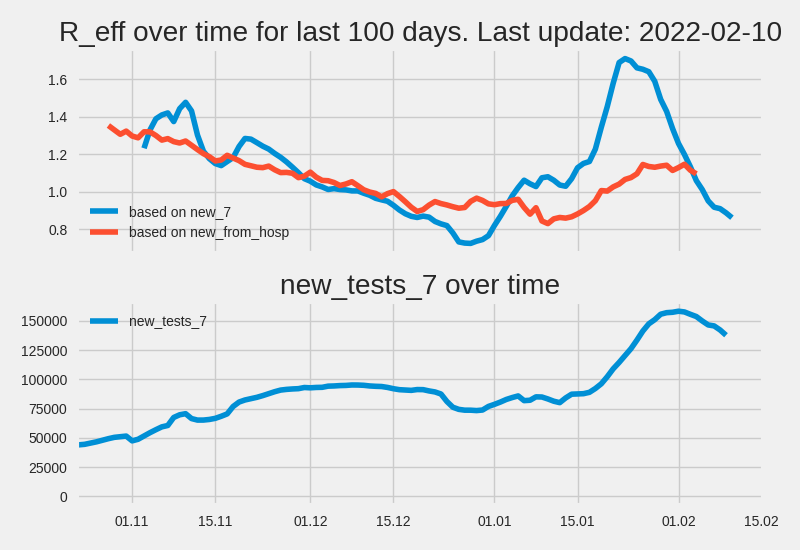 R_eff over time for last 100 days. Last update: 2022-02-10
1.6
1.4
1.2
1.0
0.8
based on new_7
based on new_from_hosp
new_tests_7 over time
150000
125000
100000
75000
50000
25000
0
new_tests_7
01.11 15.11 01.12 15.12 01.01 15.01 01.02 15.02